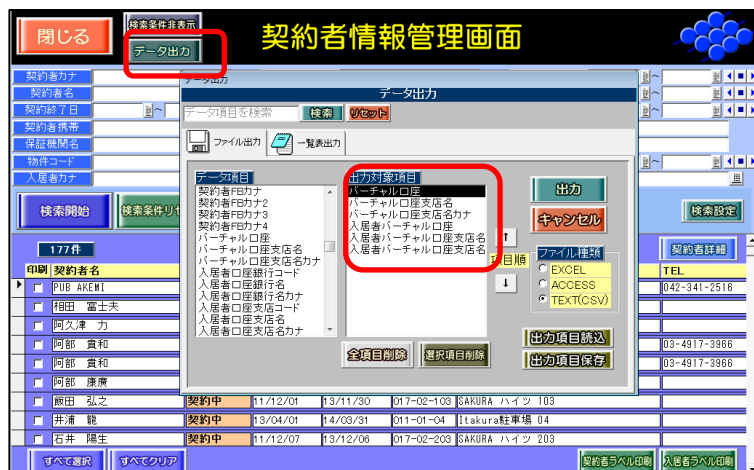 閉じる
検索条件非表示
データ出力
契約者情報管理画面
契約者カナ
契約者名
契約終了日
~
契約者携帯
保証機関名
物件コード
入居者カナ
データ出力
データ出力
データ項目を検索
検索
リセット
ファイル出力
一覧表出力
データ項目
契約者FBカナ
契約者FBカナ2
契約者FBカナ3
契約者FBカナ4
バーチャル口座
バーチャル口座支店名
バーチャル口座支店名カナ
入居者口座銀行コード
入居者口座銀行名
入居者口座銀行名カナ
入居者口座支店コード
入居者口座支店名
入居者口座支店名カナ
出力対象項目
バーチャル口座
バーチャル口座支店名
バーチャル口座支店名カナ
入居者バーチャル口座
入居者バーチャル口座支店名
入居者バーチャル口座支店名
↑
項目順
↓
出力
キャンセル
ファイル種類
EXCEL
ACCESS
TEXT(CSV)
全項目削除
選択項目削除
出力項目読込
出力項目保存
検索開始
検索条件リセ
検索設定
177件
契約者詳細
印刷 契約者名
TEL
PUB AKEMI
042-341-2516
相田 富士夫
阿久津 力
阿部 貴和
03-4917-3966
阿部 貴和
03-4917-3966
阿部 康廣
飯田 弘之 契約中 11/12/01 13/11/30 017-02-103 SAKURA ハイツ 103
井浦 龍 契約中 13/04/01 14/03/31 011-01-04 Itakura駐車場 04
石井 陽生 契約中 11/12/07 13/12/06 017-02-203 SAKURA ハイツ 203
すべて選択
すべてクリア
契約者ラベル印刷
入居者ラベル印刷